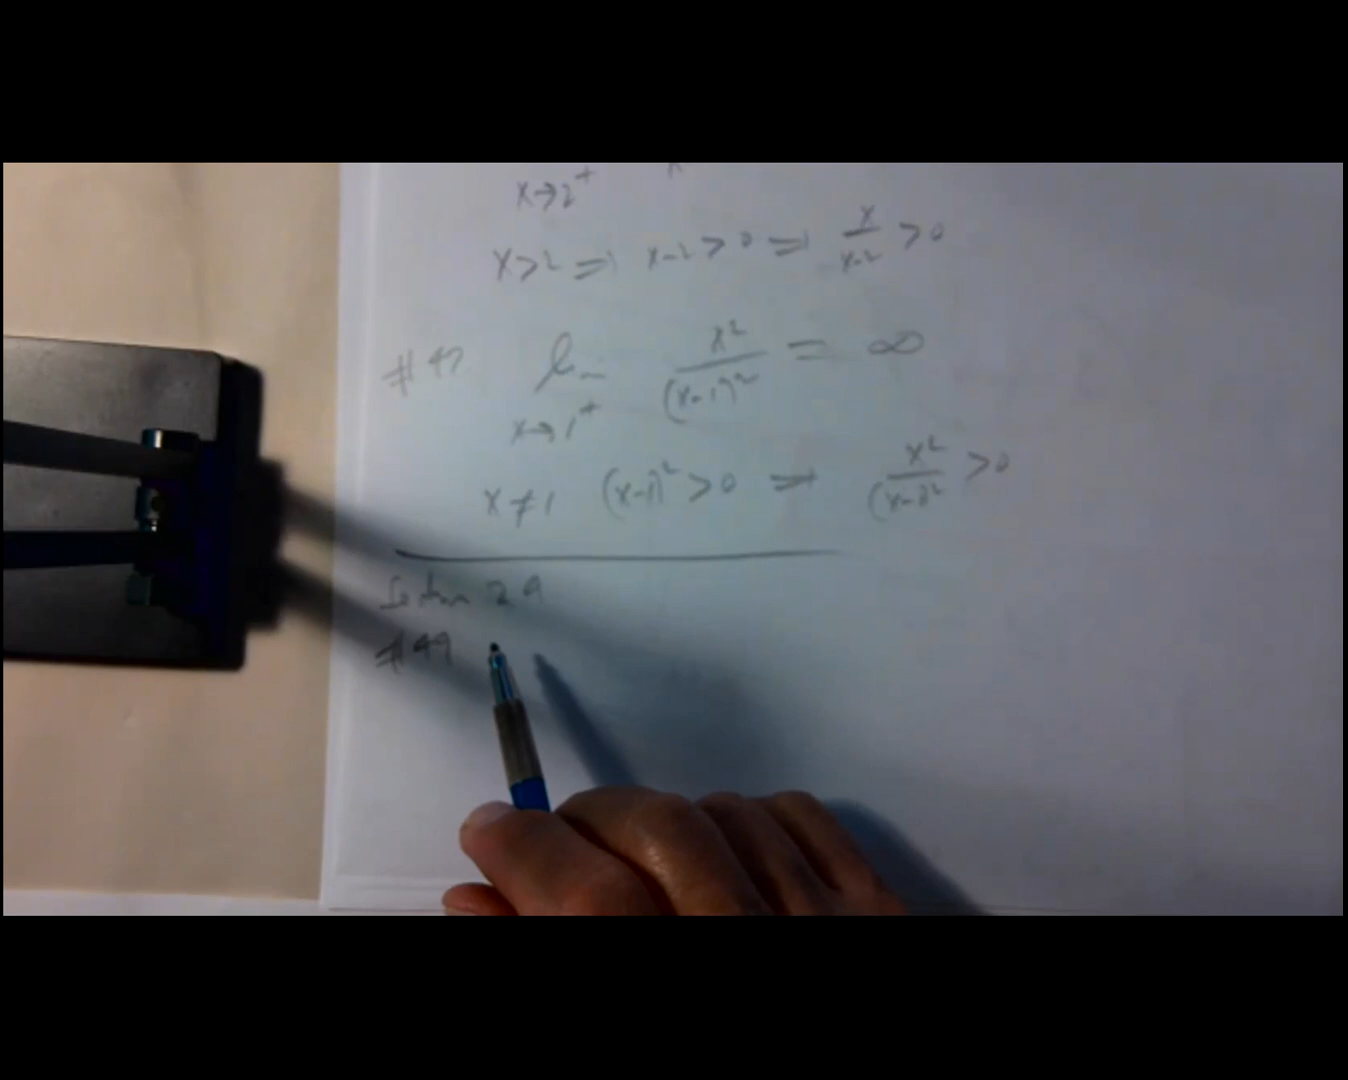 x→2⁺
x>2 ⇒ x-2>0 ⇒ x/(x-2) >0
#47 lim x²/(x-1)² = ∞
x→1⁺
x≠1 (x-1)²>0 ⇒ x²/(x-1)² >0
Section 2.4
#49